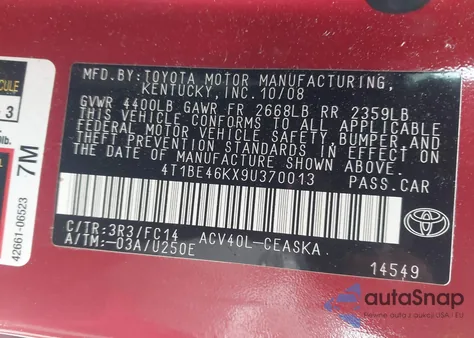 MFD.BY:TOYOTA MOTOR MANUFACTURING,
KENTUCKY, INC.10/08
GVWR 4400LB GAWR FR 2668LB RR 2359LB
THIS VEHICLE CONFORMS TO ALL APPLICABLE
FEDERAL MOTOR VEHICLE SAFETY, BUMPER,AND
THEFT PREVENTION STANDARDS IN EFFECT ON
THE DATE OF MANUFACTURE SHOWN ABOVE.
4T1BE46KX9U370013
PASS.CAR
C/TR:3R3/FC14
A/TM:-03A/U250E
ACV40L-CEASKA
TOYOTA
14549
42661-06523
7M
3
autoSnap